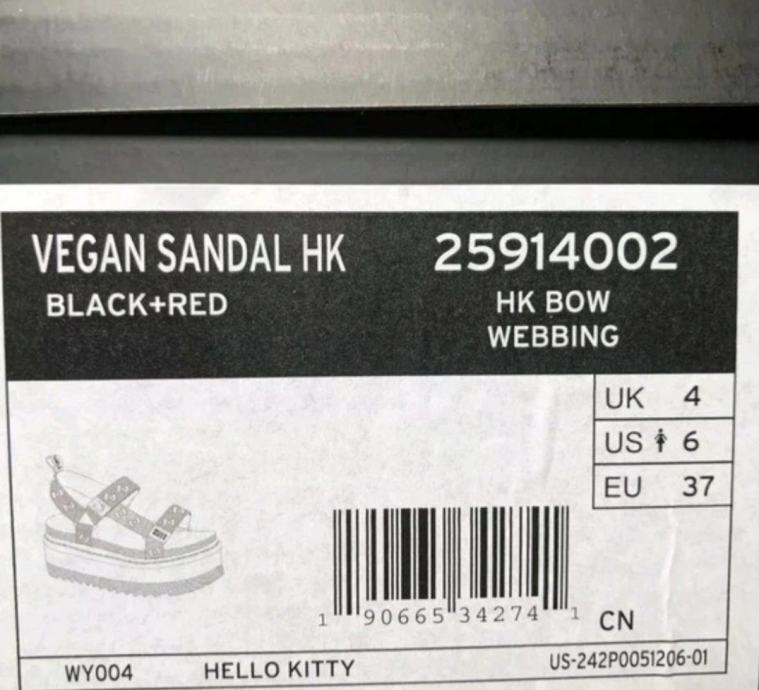 VEGAN SANDAL HK
25914002
BLACK+RED
HK BOW
WEBBING
UK 4
US 6
EU 37
1 90665 34274 1
CN
WY004
HELLO KITTY
US-242P0051206-01